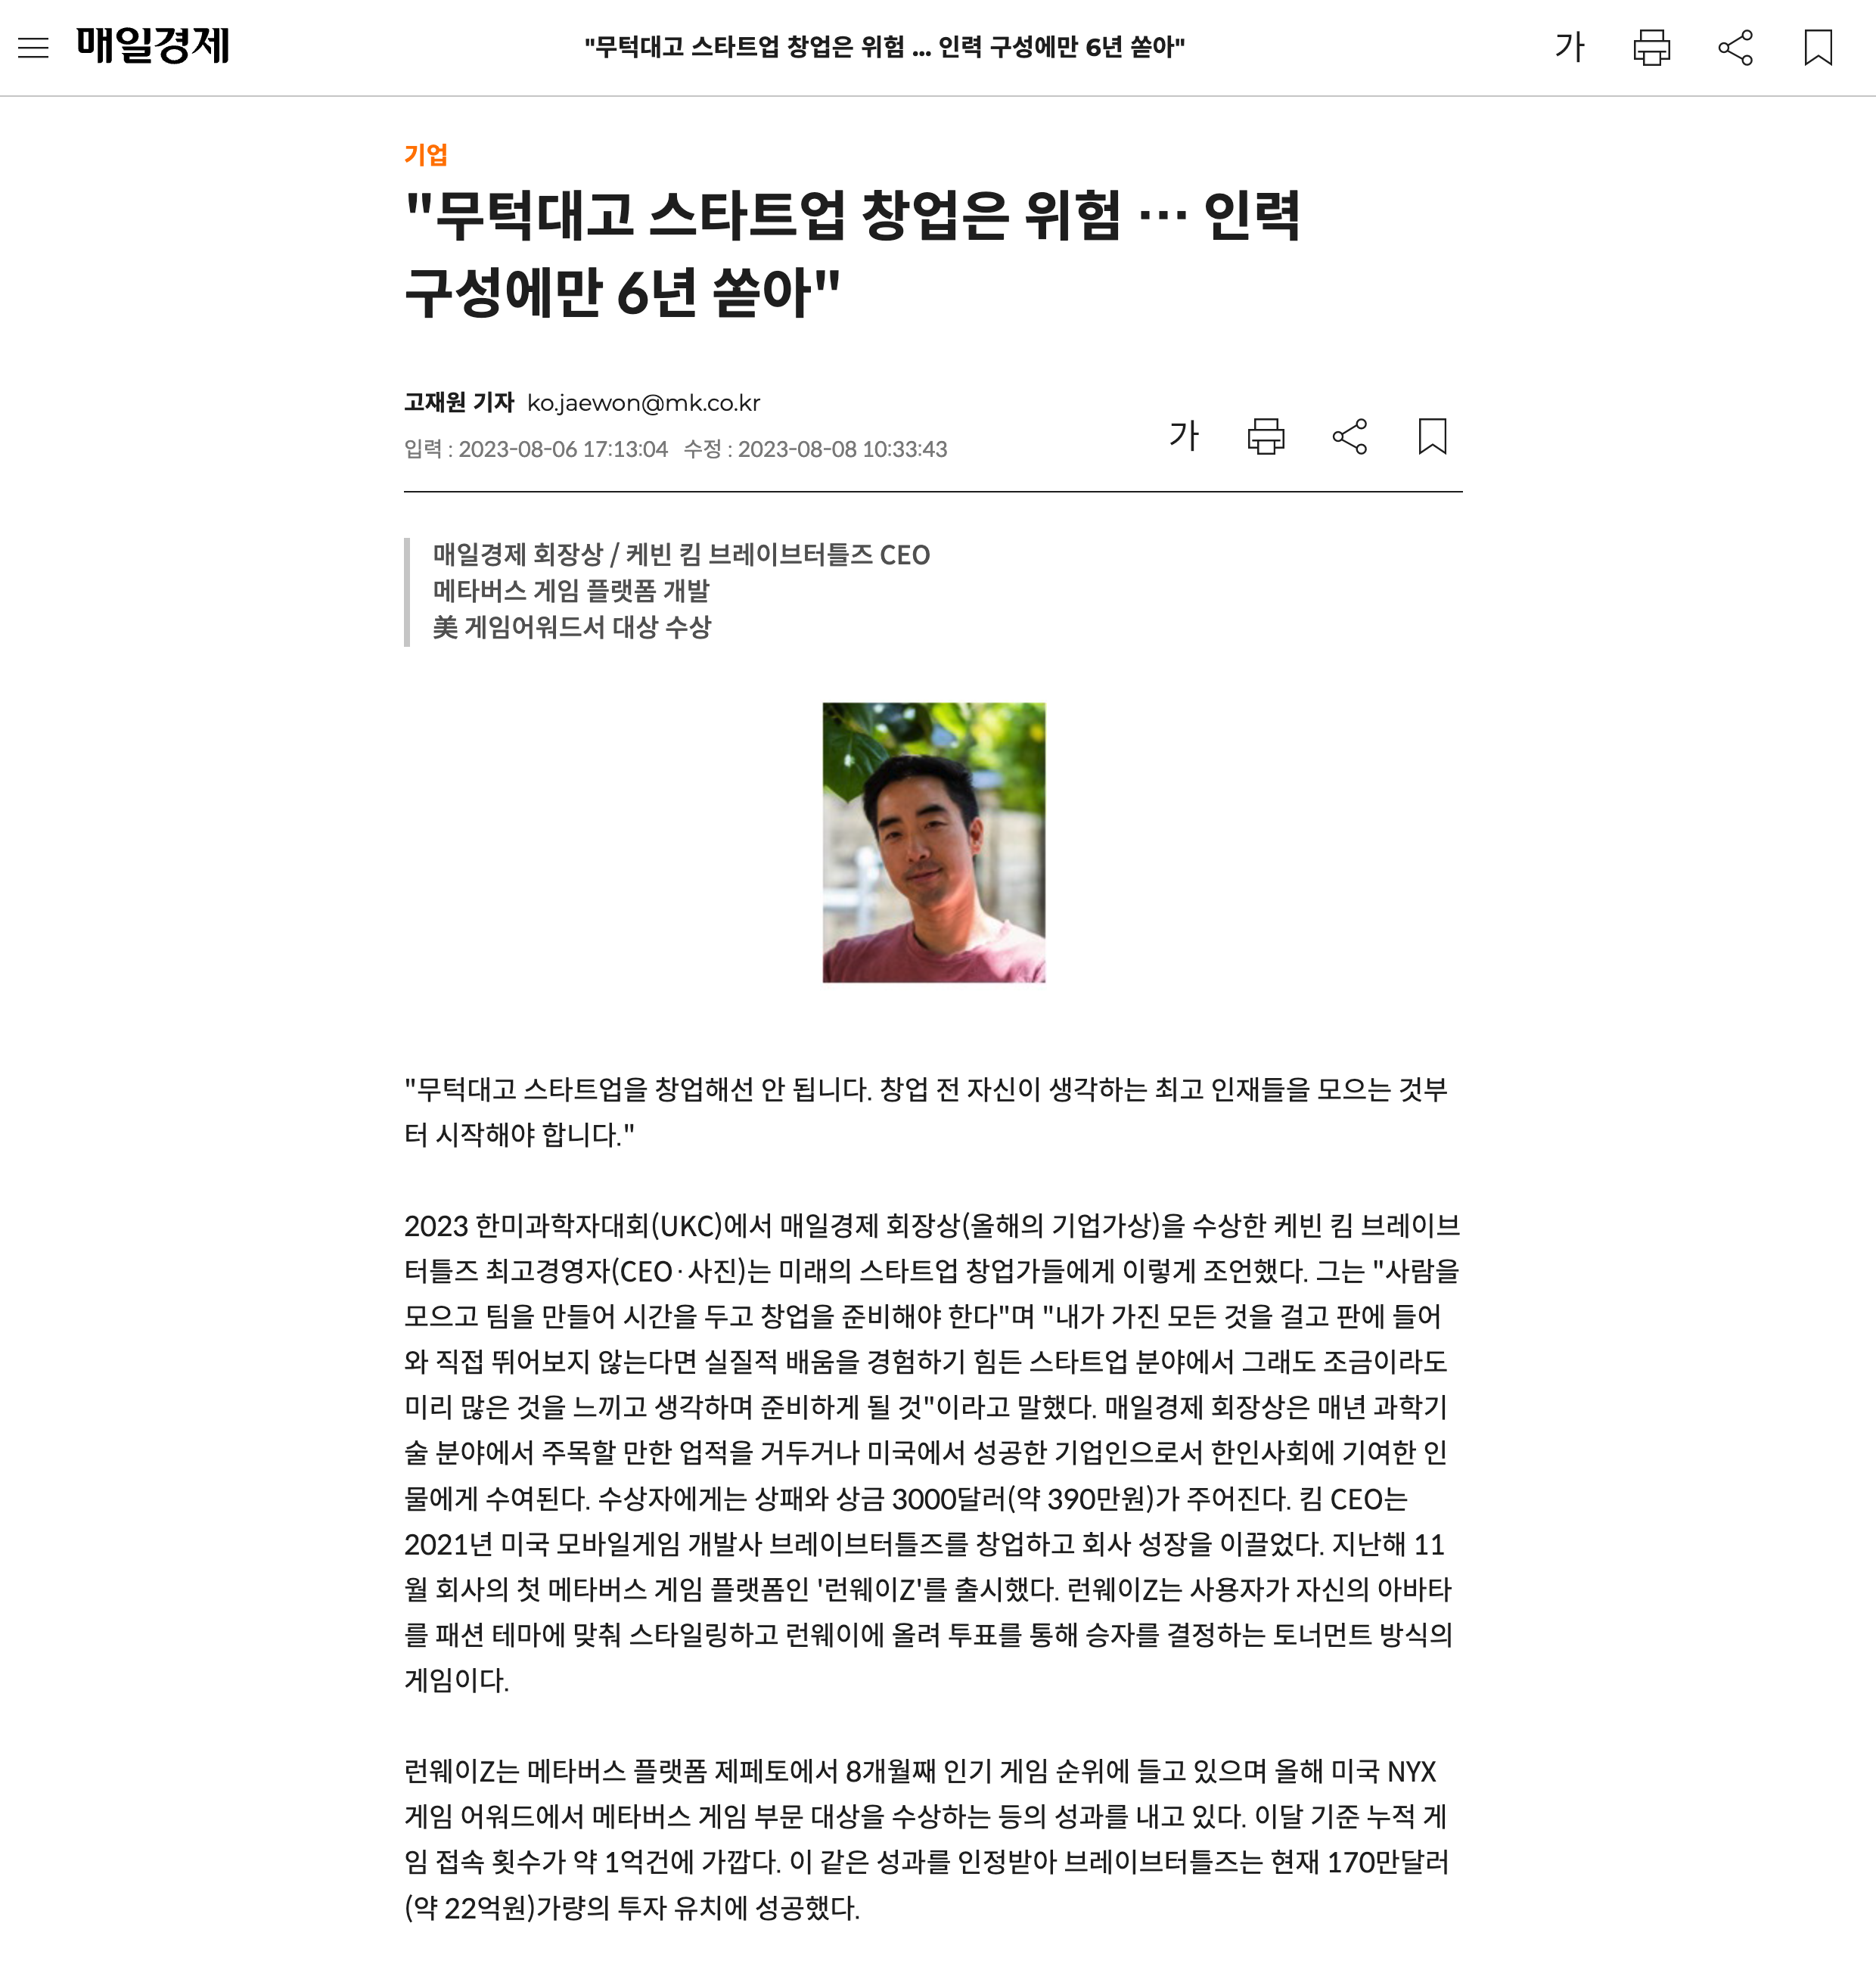 매일경제
"무턱대고 스타트업 창업은 위험 ... 인력 구성에만 6년 쏟아"
가
기업
"무턱대고 스타트업 창업은 위험 … 인력
구성에만 6년 쏟아"
고재원 기자 ko.jaewon@mk.co.kr
입력 : 2023-08-06 17:13:04 수정 : 2023-08-08 10:33:43
가
매일경제 회장상 / 케빈 킴 브레이브터틀즈 CEO
메타버스 게임 플랫폼 개발
美 게임어워드서 대상 수상
"무턱대고 스타트업을 창업해선 안 됩니다. 창업 전 자신이 생각하는 최고 인재들을 모으는 것부
터 시작해야 합니다."
2023 한미과학자대회(UKC)에서 매일경제 회장상(올해의 기업가상)을 수상한 케빈 킴 브레이브
터틀즈 최고경영자(CEO·사진)는 미래의 스타트업 창업가들에게 이렇게 조언했다. 그는 "사람을
모으고 팀을 만들어 시간을 두고 창업을 준비해야 한다"며 "내가 가진 모든 것을 걸고 판에 들어
와 직접 뛰어보지 않는다면 실질적 배움을 경험하기 힘든 스타트업 분야에서 그래도 조금이라도
미리 많은 것을 느끼고 생각하며 준비하게 될 것"이라고 말했다. 매일경제 회장상은 매년 과학기
술 분야에서 주목할 만한 업적을 거두거나 미국에서 성공한 기업인으로서 한인사회에 기여한 인
물에게 수여된다. 수상자에게는 상패와 상금 3000달러(약 390만원)가 주어진다. 킴 CEO는
2021년 미국 모바일게임 개발사 브레이브터틀즈를 창업하고 회사 성장을 이끌었다. 지난해 11
월 회사의 첫 메타버스 게임 플랫폼인 '런웨이Z'를 출시했다. 런웨이Z는 사용자가 자신의 아바타
를 패션 테마에 맞춰 스타일링하고 런웨이에 올려 투표를 통해 승자를 결정하는 토너먼트 방식의
게임이다.
런웨이Z는 메타버스 플랫폼 제페토에서 8개월째 인기 게임 순위에 들고 있으며 올해 미국 NYX
게임 어워드에서 메타버스 게임 부문 대상을 수상하는 등의 성과를 내고 있다. 이달 기준 누적 게
임 접속 횟수가 약 1억건에 가깝다. 이 같은 성과를 인정받아 브레이브터틀즈는 현재 170만달러
(약 22억원)가량의 투자 유치에 성공했다.